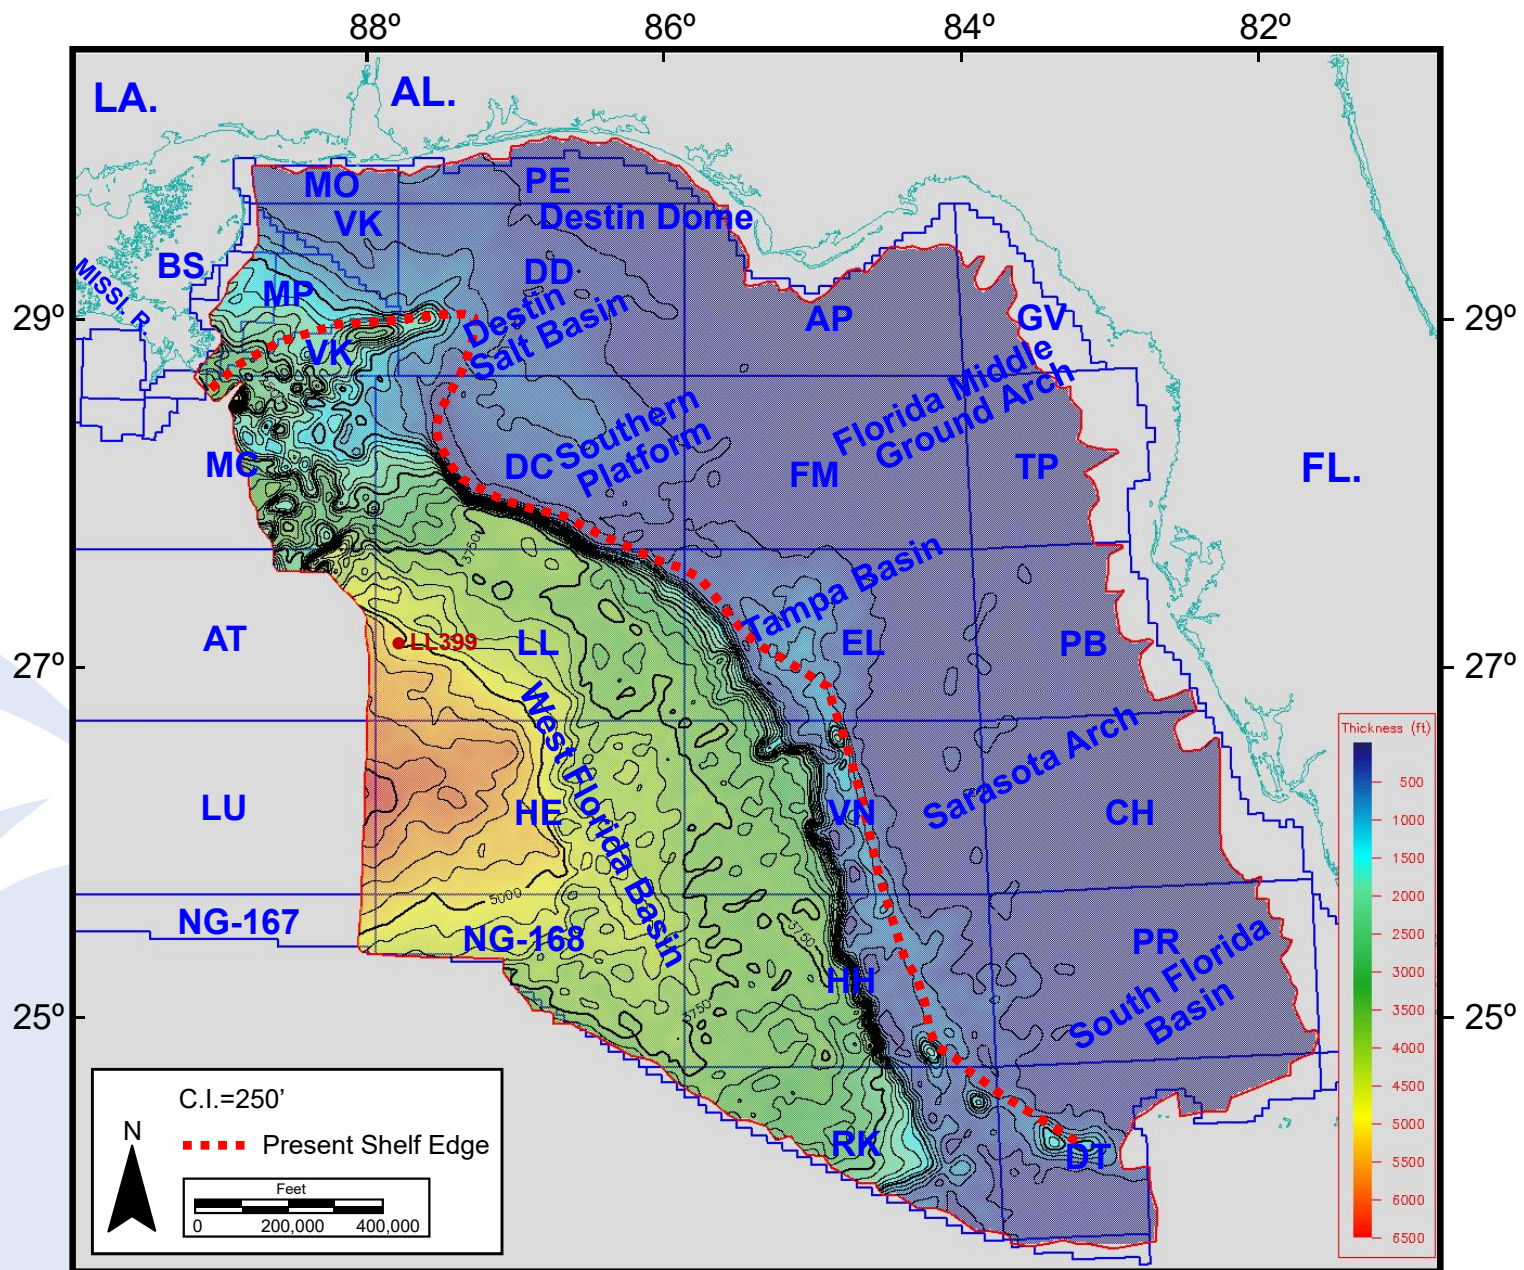 88º 86º 84º 82º
LA.
AL.
MO
PE
VK
Destin Dome
BS
DD
MISSI. R.
MP
29º
Destin
Salt Basin
AP
GV
29º
VK
Florida Middle
Ground Arch
MC
DC
Southern
Platform
FM
TP
FL.
3750
Tampa Basin
AT
LL399
LL
EL
PB
27º
27º
West Florida Basin
Sarasota Arch
LU
HE
VN
CH
Thickness (ft)
500
1000
1500
2000
2500
3000
3500
4000
4500
5000
5500
6000
6500
5000
NG-167
NG-168
3750
PR
South Florida
Basin
HH
3750
25º
25º
RK
DT
C.I.=250’
N
Present Shelf Edge
Feet
0 200,000 400,000